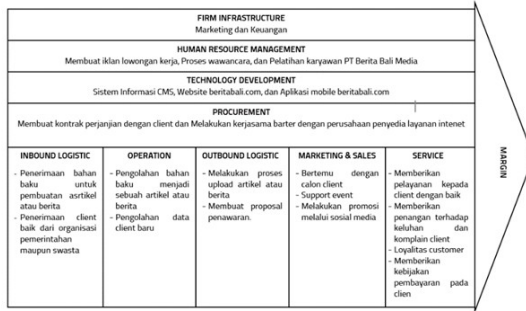 FIRM INFRASTRUCTURE
Marketing dan Keuangan
HUMAN RESOURCE MANAGEMENT
Membuat iklan lowongan kerja, Proses wawancara, dan Pelatihan karyawan PT Berita Bali Media
TECHNOLOGY DEVELOPMENT
Sistem Informasi CMS, Website beritabali.com, dan Aplikasi mobile beritabali.com
PROCUREMENT
Membuat kontrak perjanjian dengan client dan Melakukan kerjasama barter dengan perusahaan penyedia layanan intenet
INBOUND LOGISTIC
- Penerimaan bahan
baku untuk
pembuatan asrtikel
atau berita
- Penerimaan client
baik dari organisasi
pemerintahan
maupun swasta
OPERATION
- Pengolahan bahan
baku menjadi
sebuah artikel atau
berita
- Pengolahan data
client baru
OUTBOUND LOGISTIC
- Melakukan proses
upload artikel atau
berita
- Membuat proposal
penawaran.
MARKETING & SALES
- Bertemu dengan
calon client
- Support event
- Melakukan promosi
melalui sosial media
SERVICE
- Memberikan
pelayanan kepada
client dengan baik
- Memberikan
penangan terhadap
keluhan dan
komplain client
- Loyalitas customer
- Memberikan
kebijakan
pembayaran pada
clien
MARGIN